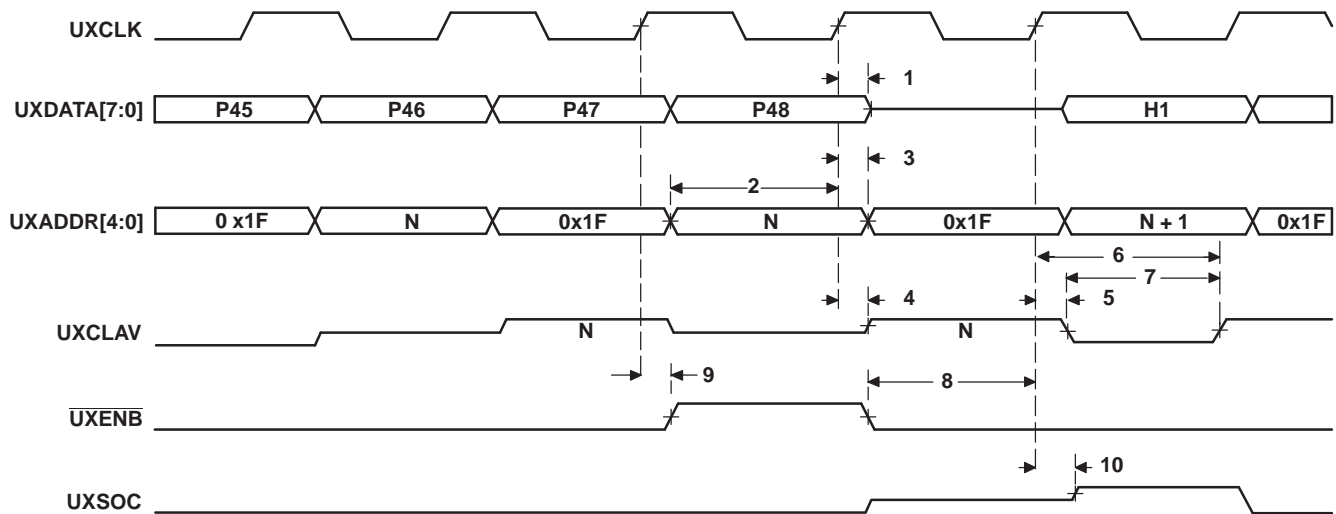 UXCLK
1
UXDATA[7:0] P45 P46 P47 P48 H1
3
2
UXADDR[4:0] 0 x1F N 0x1F N 0x1F N + 1 0x1F
6
7
4 5
UXCLAV N N
9 8
UXENB
10
UXSOC